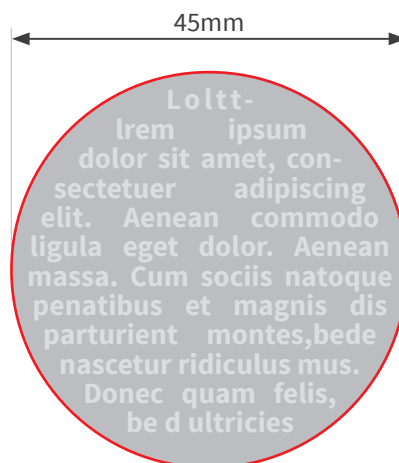 45mm
Loltt-
lrem ipsum
dolor sit amet, con-
sectetuer adipiscing
elit. Aenean commodo
ligula eget dolor. Aenean
massa. Cum sociis natoque
penatibus et magnis dis
parturient montes,bede
nascetur ridiculus mus.
Donec quam felis,
be d ultricies